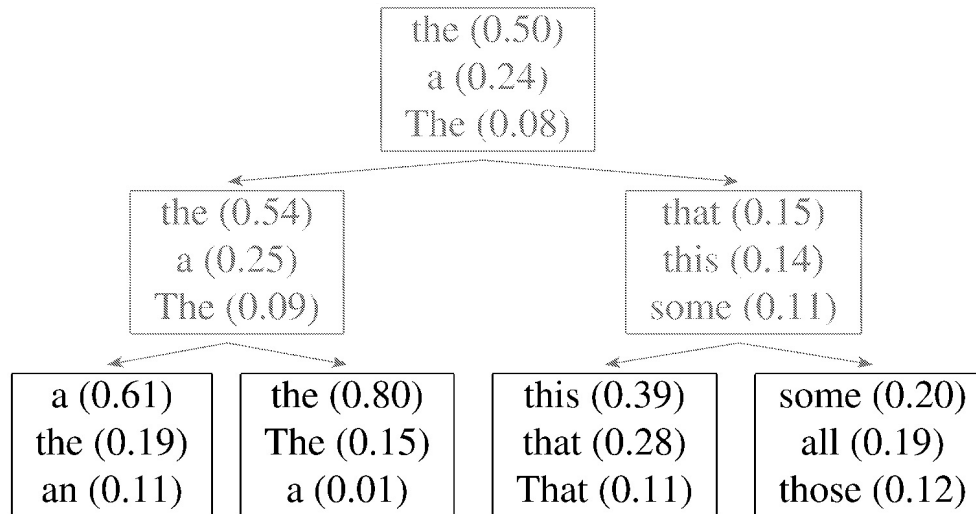 the (0.50)
a (0.24)
The (0.08)
the (0.54)
a (0.25)
The (0.09)
that (0.15)
this (0.14)
some (0.11)
a (0.61)
the (0.19)
an (0.11)
the (0.80)
The (0.15)
a (0.01)
this (0.39)
that (0.28)
That (0.11)
some (0.20)
all (0.19)
those (0.12)